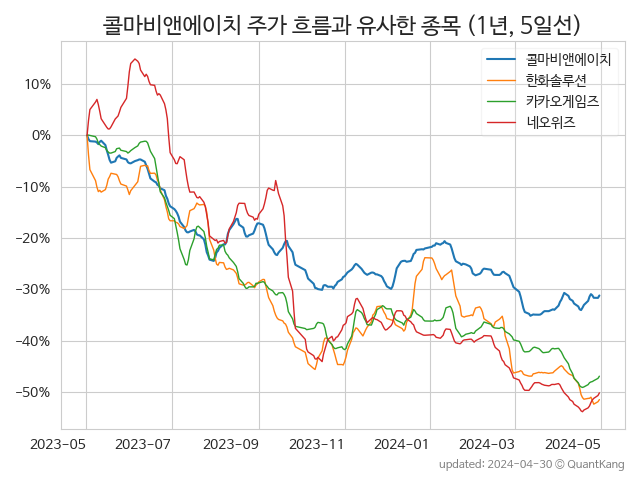 콜마비앤에이치 주가 흐름과 유사한 종목 (1년, 5일선)
콜마비앤에이치
한화솔루션
카카오게임즈
네오위즈
10%
0%
−10%
−20%
−30%
−40%
−50%
2023-05 2023-07 2023-09 2023-11 2024-01 2024-03 2024-05
updated: 2024-04-30 © QuantKang